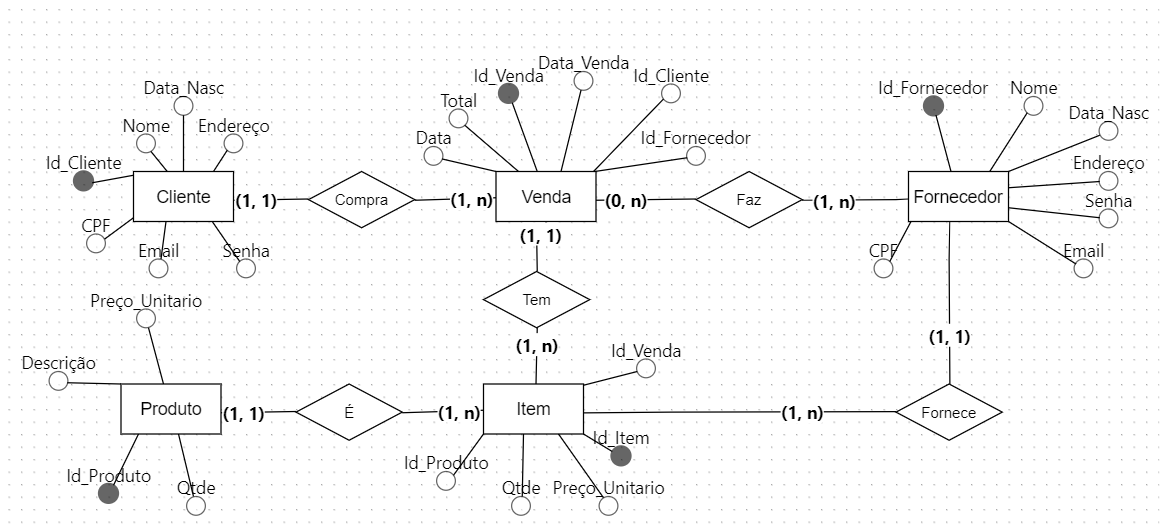 Data_Venda
Id_Venda
Id_Cliente
Data_Nasc
Id_Fornecedor
Nome
Total
Data_Nasc
Nome
Endereço
Data
Id_Fornecedor
Id_Cliente
Endereço
Cliente
(1, 1)
Compra
(1, n)
Venda
(0, n)
Faz
(1, n)
Fornecedor
Senha
CPF
(1, 1)
Email
Senha
CPF
Email
Preço_Unitario
Tem
(1, 1)
(1, n)
Id_Venda
Descrição
Produto
(1, 1)
É
(1, n)
Item
(1, n)
Fornece
Id_Item
Id_Produto
Id_Produto
Qtde
Qtde
Preço_Unitario